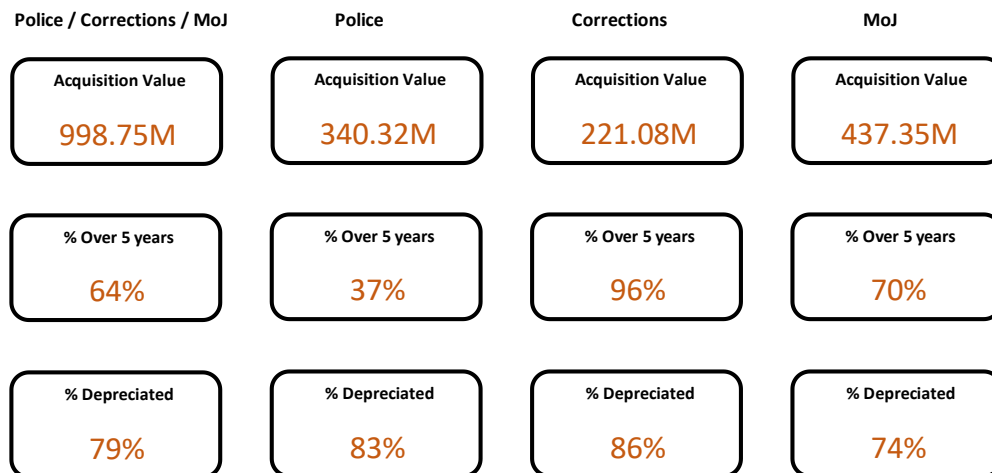 Police / Corrections / MoJ Police Corrections MoJ
Acquisition Value Acquisition Value Acquisition Value Acquisition Value
998.75M 340.32M 221.08M 437.35M
% Over 5 years % Over 5 years % Over 5 years % Over 5 years
64% 37% 96% 70%
% Depreciated % Depreciated % Depreciated % Depreciated
79% 83% 86% 74%